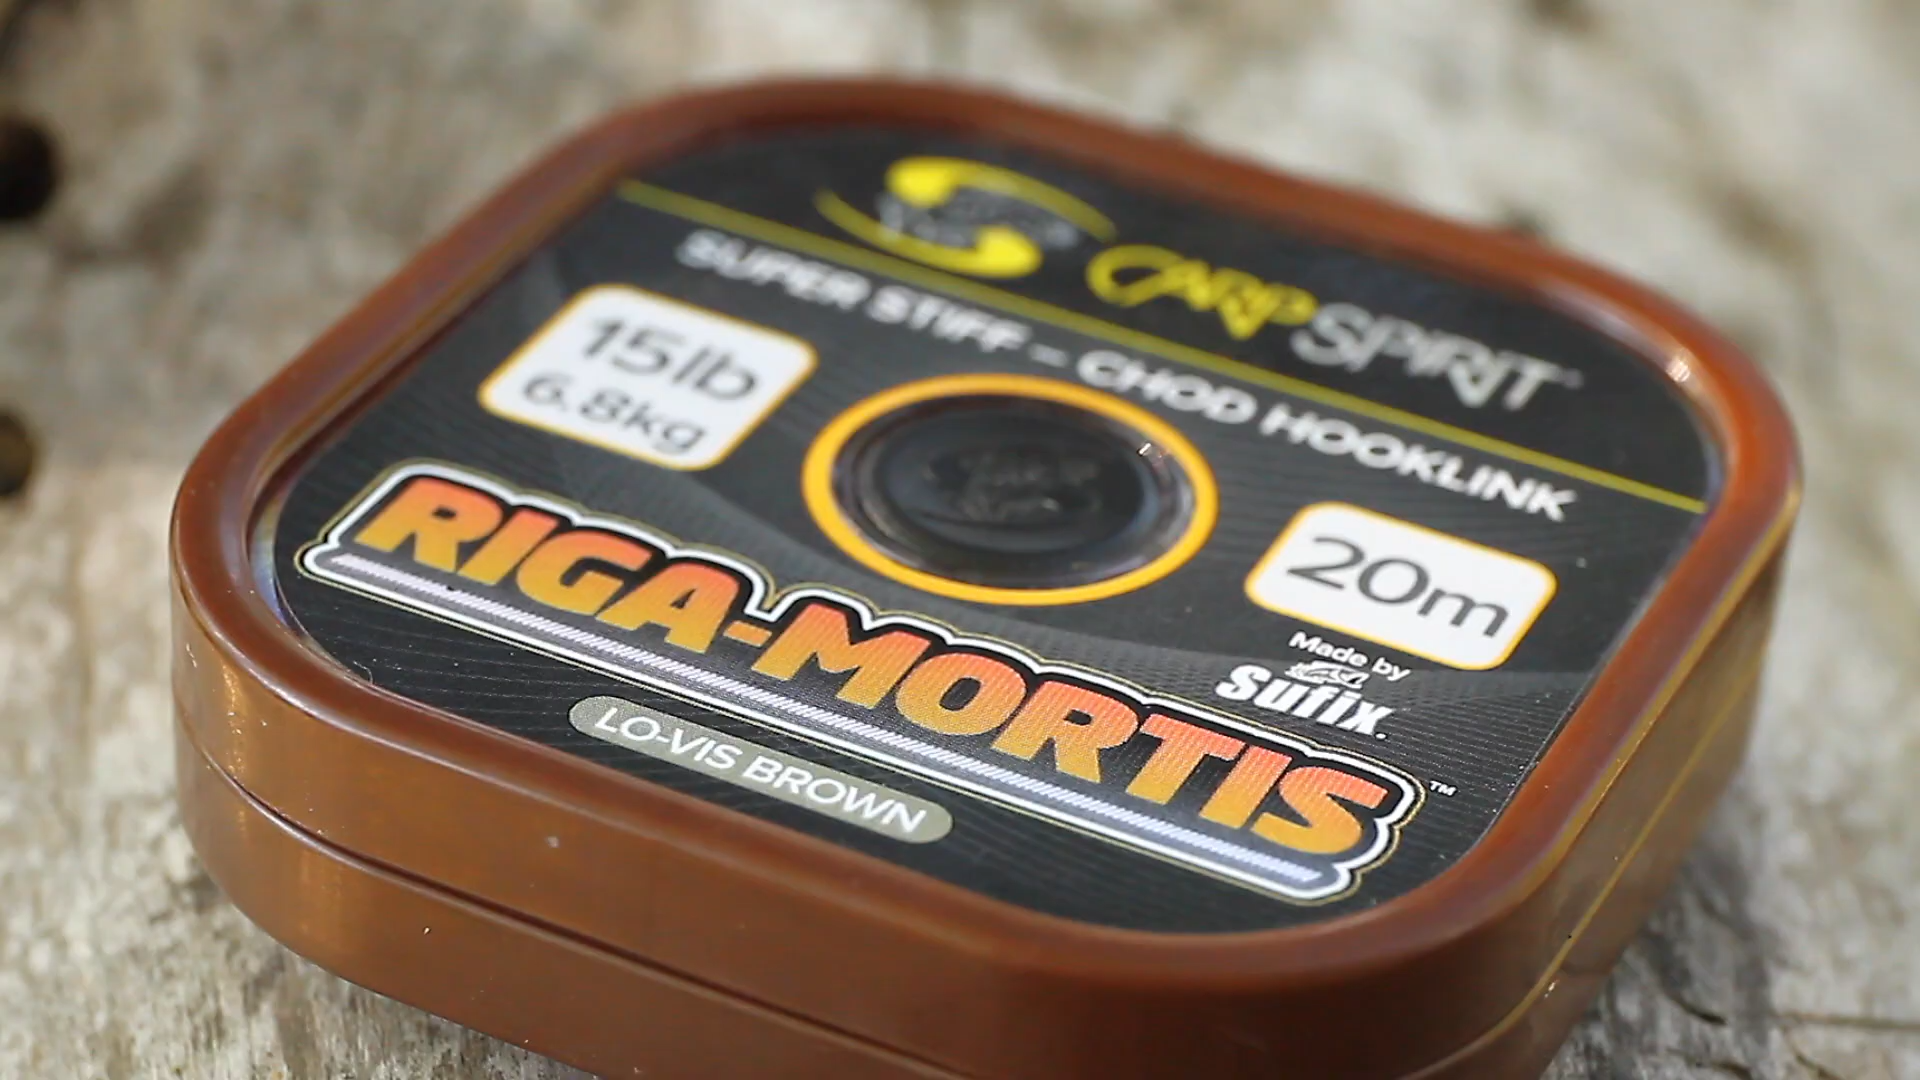 CARP SPIRIT
SUPER STIFF – CHOD HOOKLINK
15lb
6.8kg
20m
Made by
Sufix.
RIGA-MORTIS™
LO-VIS BROWN